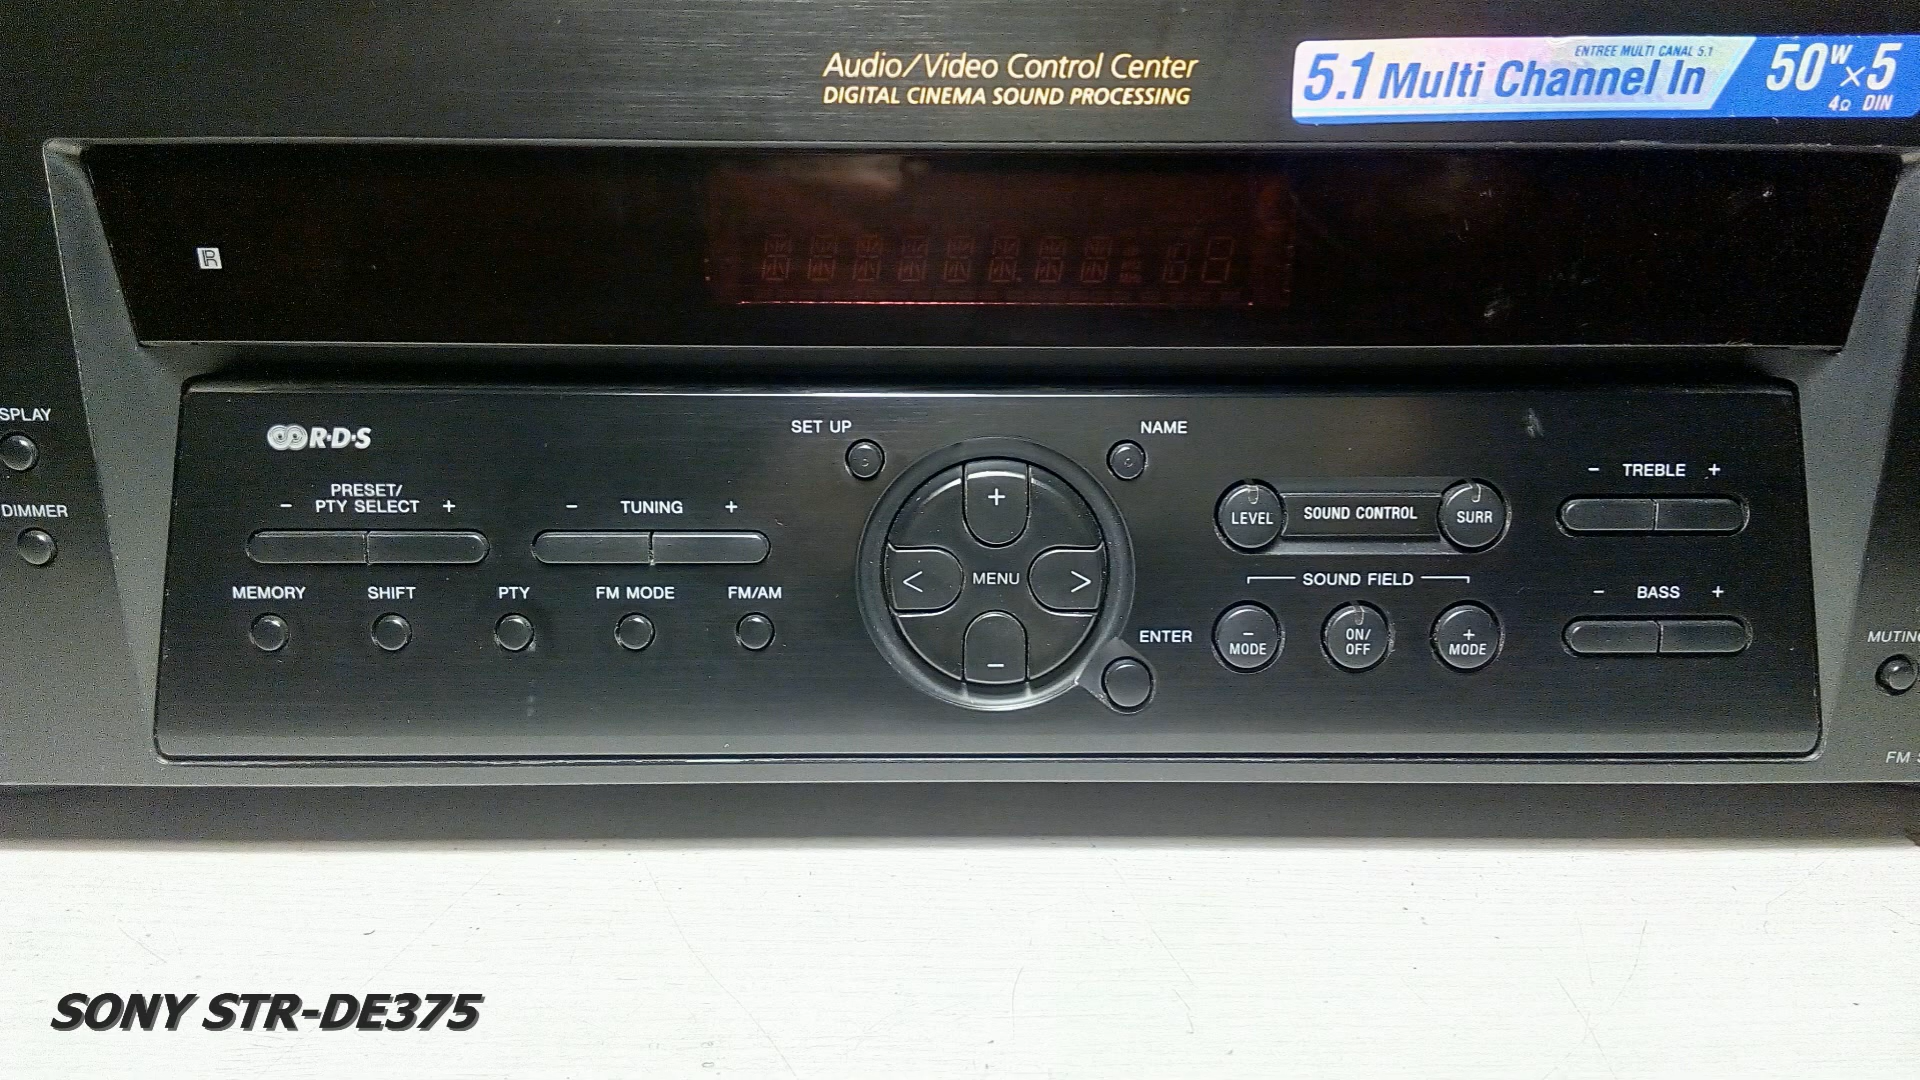 Audio/Video Control Center
DIGITAL CINEMA SOUND PROCESSING
ENTREE MULTI CANAL 5.1
5.1 Multi Channel In
50W×5
4Ω DIN
R
SPLAY
DIMMER
R·D·S
PRESET/
- PTY SELECT +
- TUNING +
MEMORY SHIFT PTY FM MODE FM/AM
SET UP
NAME
+
< MENU >
-
ENTER
LEVEL SOUND CONTROL SURR
SOUND FIELD
- MODE
ON/
OFF
+ MODE
- TREBLE +
- BASS +
MUTING
FM
SONY STR-DE375